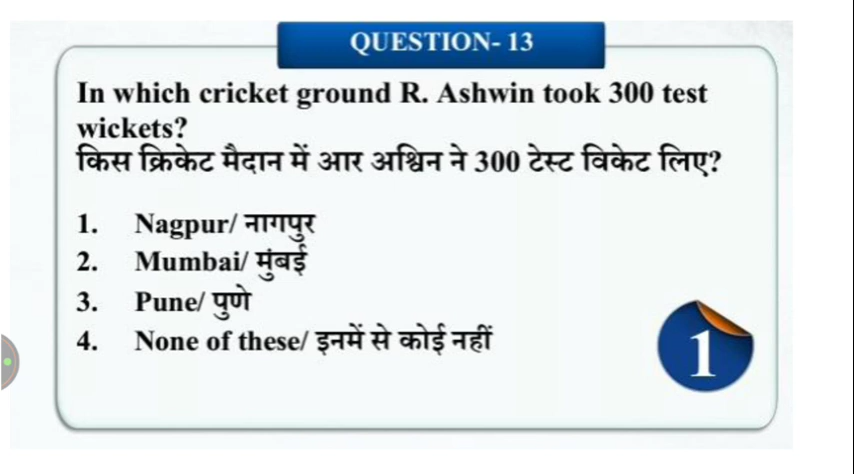 QUESTION- 13
In which cricket ground R. Ashwin took 300 test
wickets?
किस क्रिकेट मैदान में आर अश्विन ने 300 टेस्ट विकेट लिए?
1. Nagpur/ नागपुर
2. Mumbai/ मुंबई
3. Pune/ पुणे
4. None of these/ इनमें से कोई नहीं
1